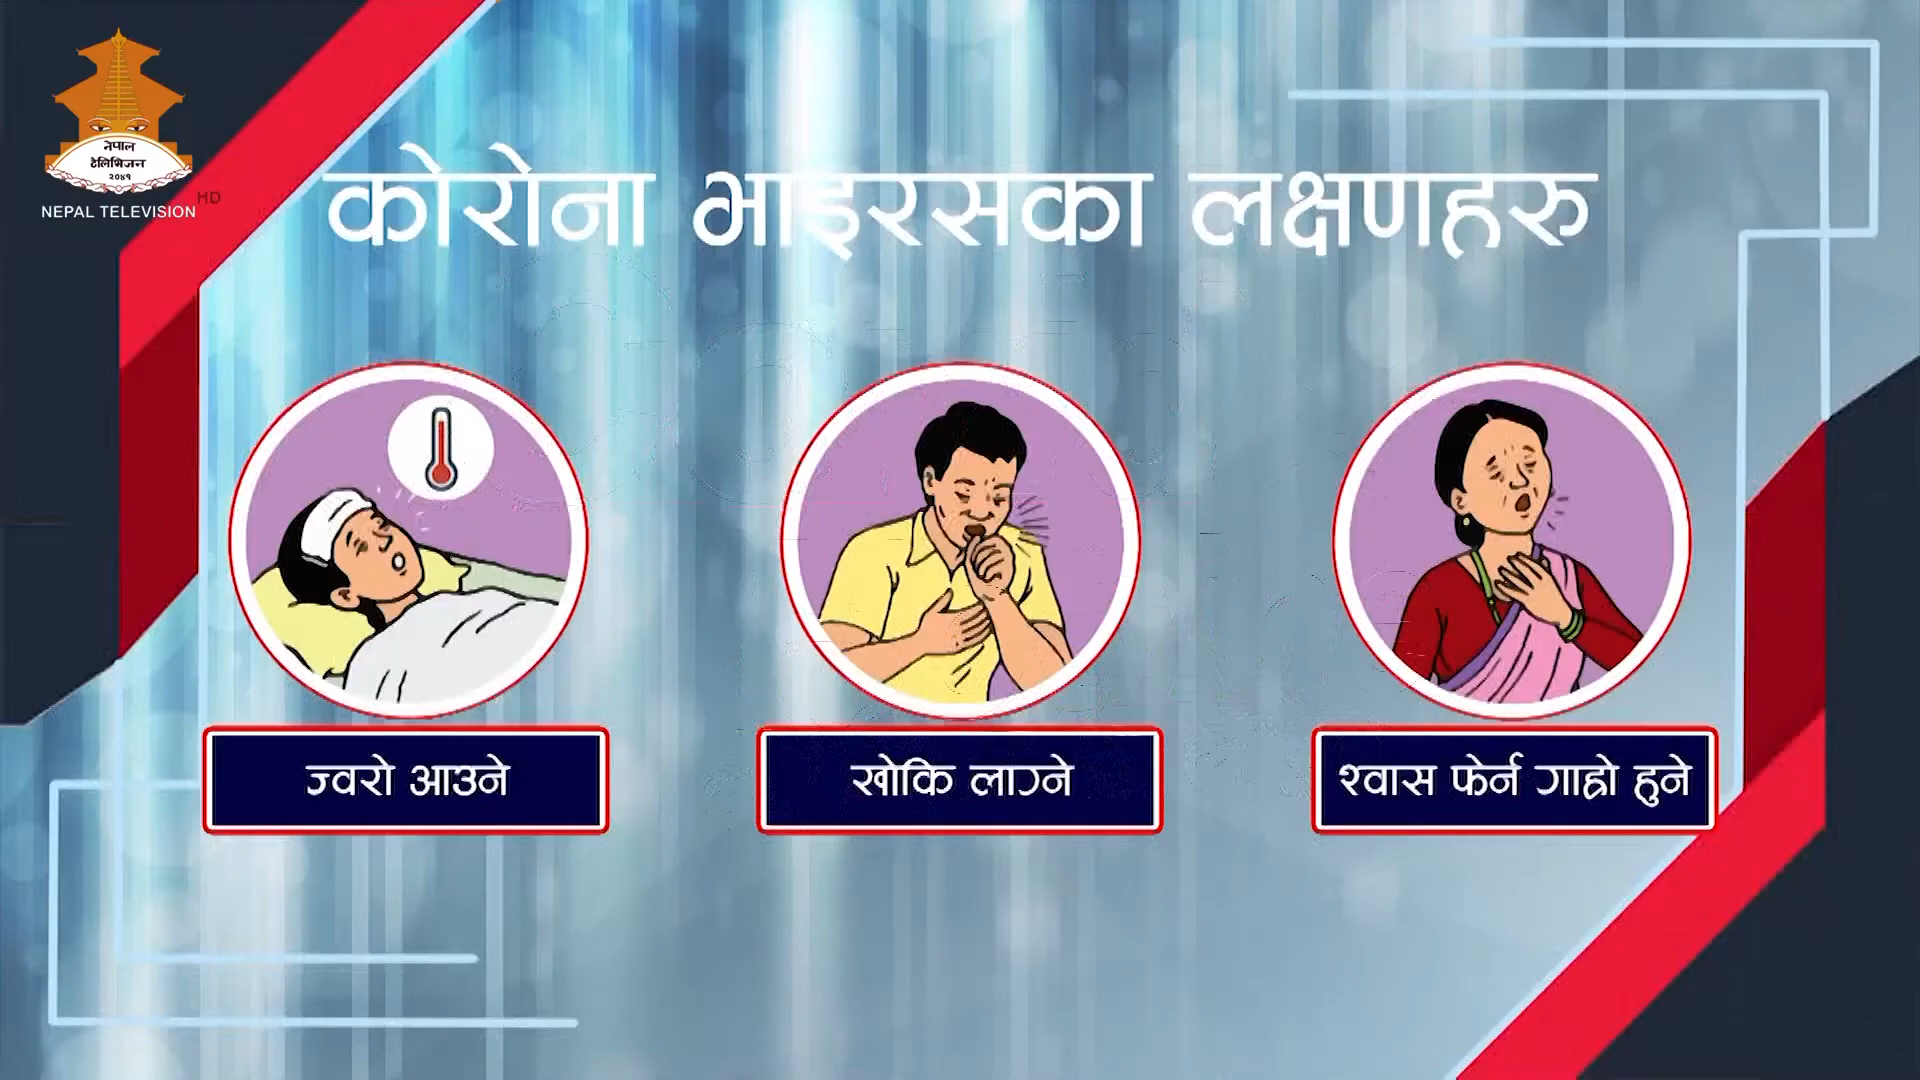 नेपाल
टेलिभिजन
२०४१
HD
NEPAL TELEVISION
कोरोना भाइरसका लक्षणहरु
ज्वरो आउने
खोकि लाग्ने
श्वास फेर्न गाह्रो हुने